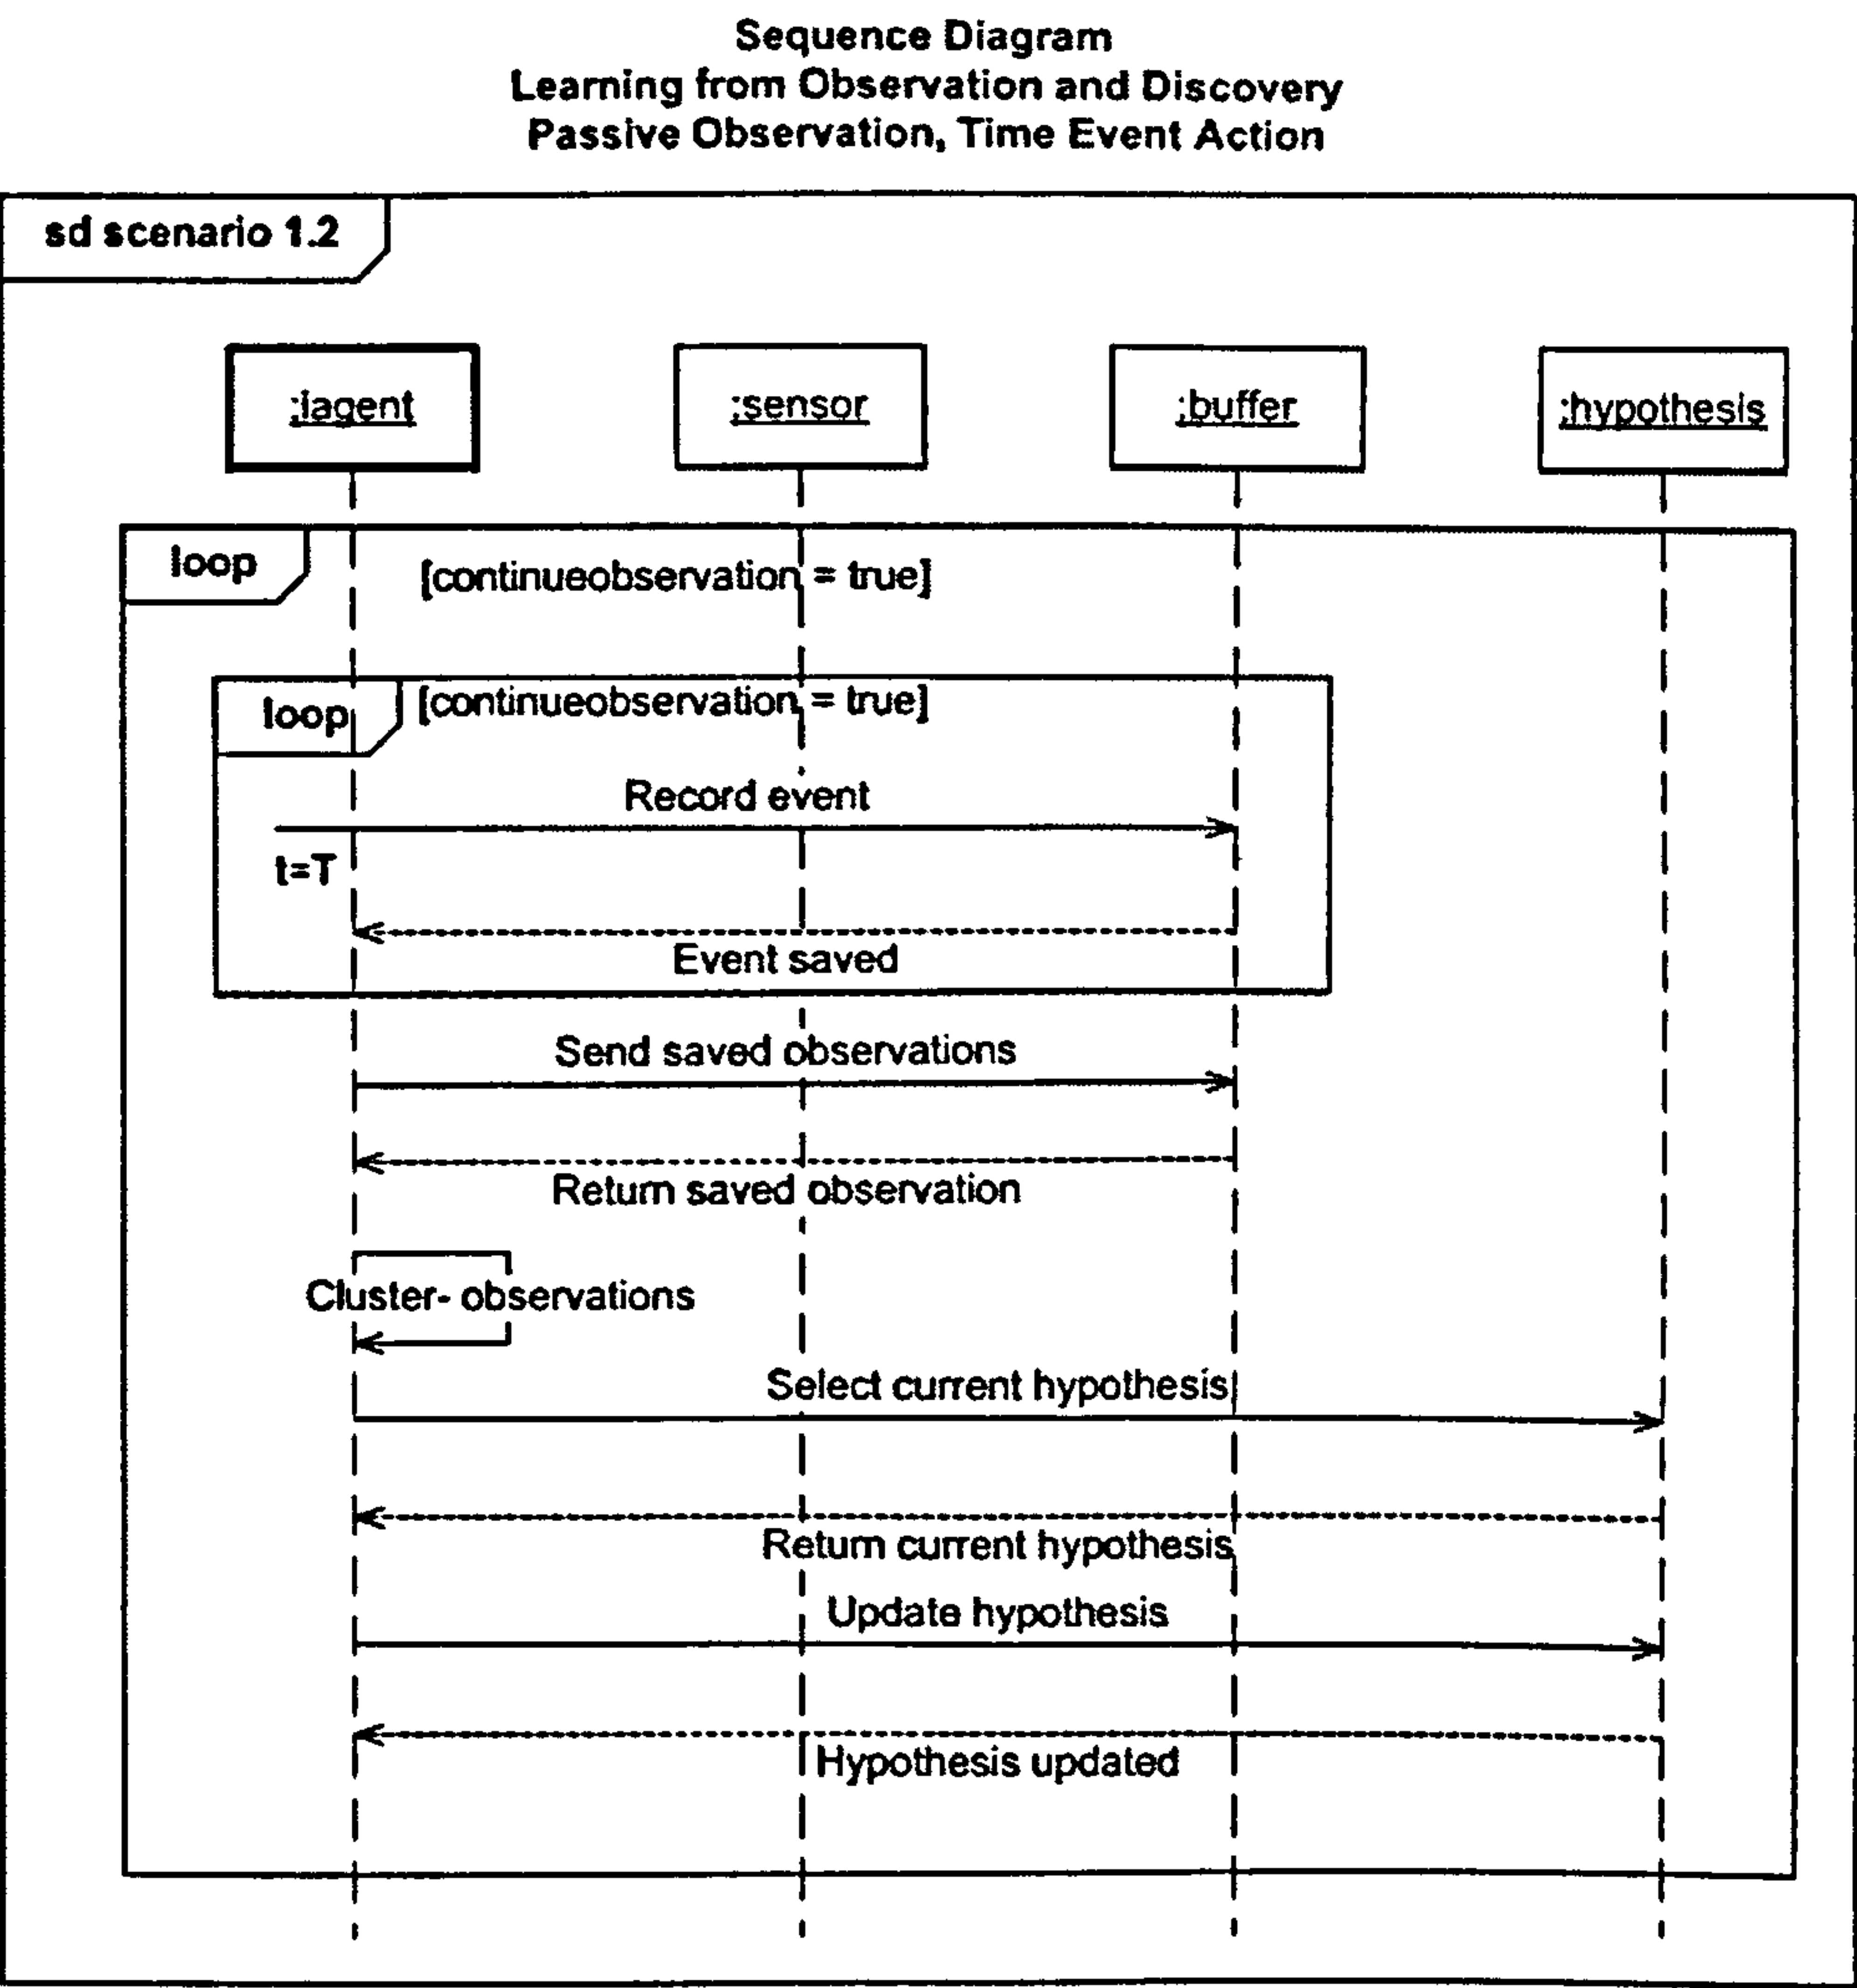 Sequence Diagram
Learning from Observation and Discovery
Passive Observation, Time Event Action
sd scenario 1.2
:iagent
:sensor
:buffer
:hypothesis
loop
[continueobservation = true]
loop
[continueobservation = true]
Record event
t=T
Event saved
Send saved observations
Return saved observation
Cluster- observations
Select current hypothesis
Return current hypothesis
Update hypothesis
Hypothesis updated